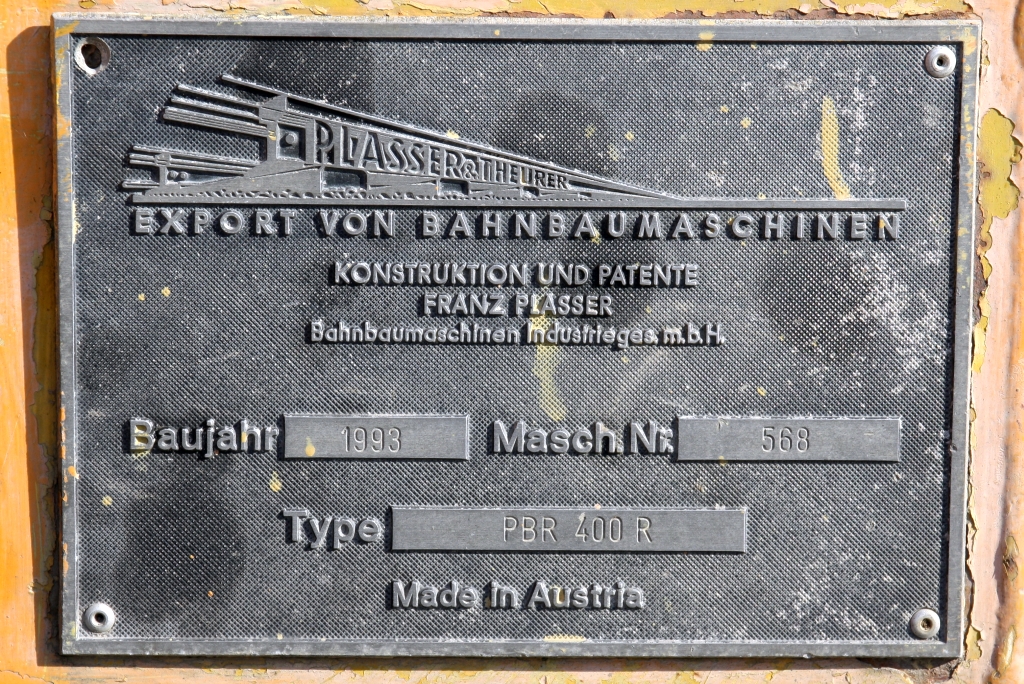 PLASSER & THEURER
EXPORT VON BAHNBAUMASCHINEN
KONSTRUKTION UND PATENTE
FRANZ PLASSER
Bahnbaumaschinen Industrieges. m.b.H.
Baujahr 1993 Masch. Nr. 568
Type PBR 400 R
Made in Austria